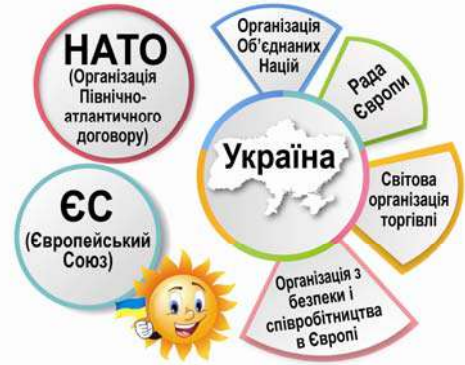 НАТО
(Організація
Північно-
атлантичного
договору)
ЄС
(Європейський
Союз)
Україна
Організація
Об’єднаних
Націй
Рада
Європи
Світова
організація
торгівлі
Організація з
безпеки і
співробітництва
в Європі